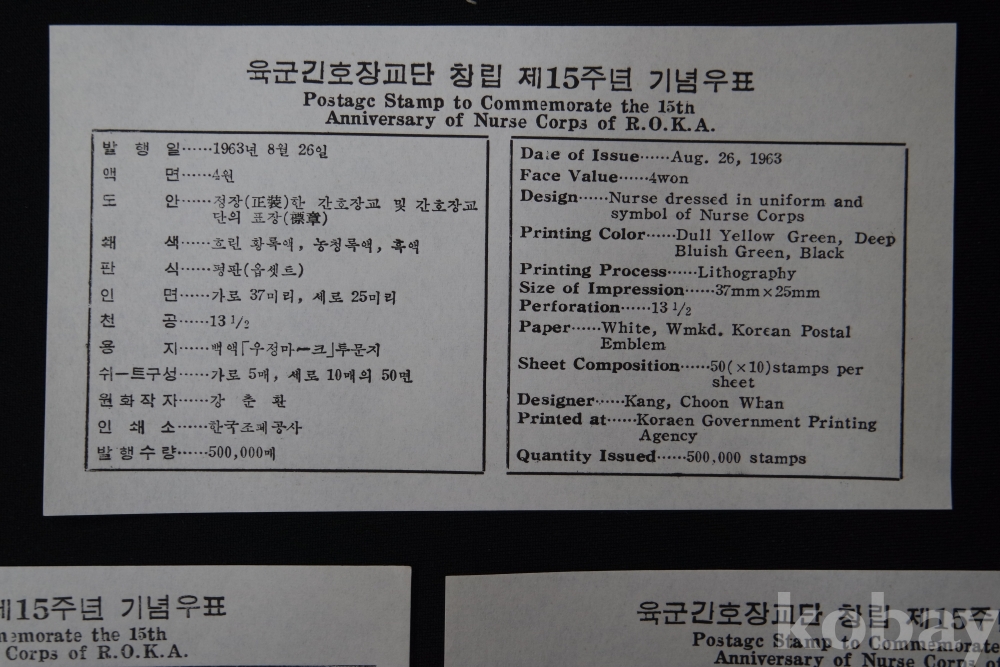 육군간호장교단 창립 제15주년 기념우표
Postage Stamp to Commemorate the 15th
Anniversary of Nurse Corps of R.O.K.A.
발 행 일······1963년 8월 26일
액 면······4원
도 안······정장(正裝)한 간호장교 및 간호장교
단의 표장(標章)
쇄 색······흐린 황록색, 농청록색, 흑색
판 식······평판(옵셋트)
인 면······가로 37미리, 세로 25미리
천 공······13 1/2
용 지······백색「우정마ー크」투문지
쉬ー트구성······가로 5매, 세로 10매의 50면
원화작자······강 춘 환
인 쇄 소······한국조폐공사
발행수량······500,000매
Date of Issue······Aug. 26, 1963
Face Value······4won
Design······Nurse dressed in uniform and
symbol of Nurse Corps
Printing Color······Dull Yellow Green, Deep
Bluish Green, Black
Printing Process······Lithography
Size of Impression······37mm×25mm
Perforation······13 1/2
Paper······White, Wmkd. Korean Postal
Emblem
Sheet Composition······50(×10)stamps per
sheet
Designer······Kang, Choon Whan
Printed at······Koraen Government Printing
Agency
Quantity Issued······500,000 stamps
제15주년 기념우표
memorate the 15th
Corps of R.O.K.A.
육군간호장교단 창립 제15주
Postage Stamp to Commemorate
Anniversary of Nurse Corps
kobay